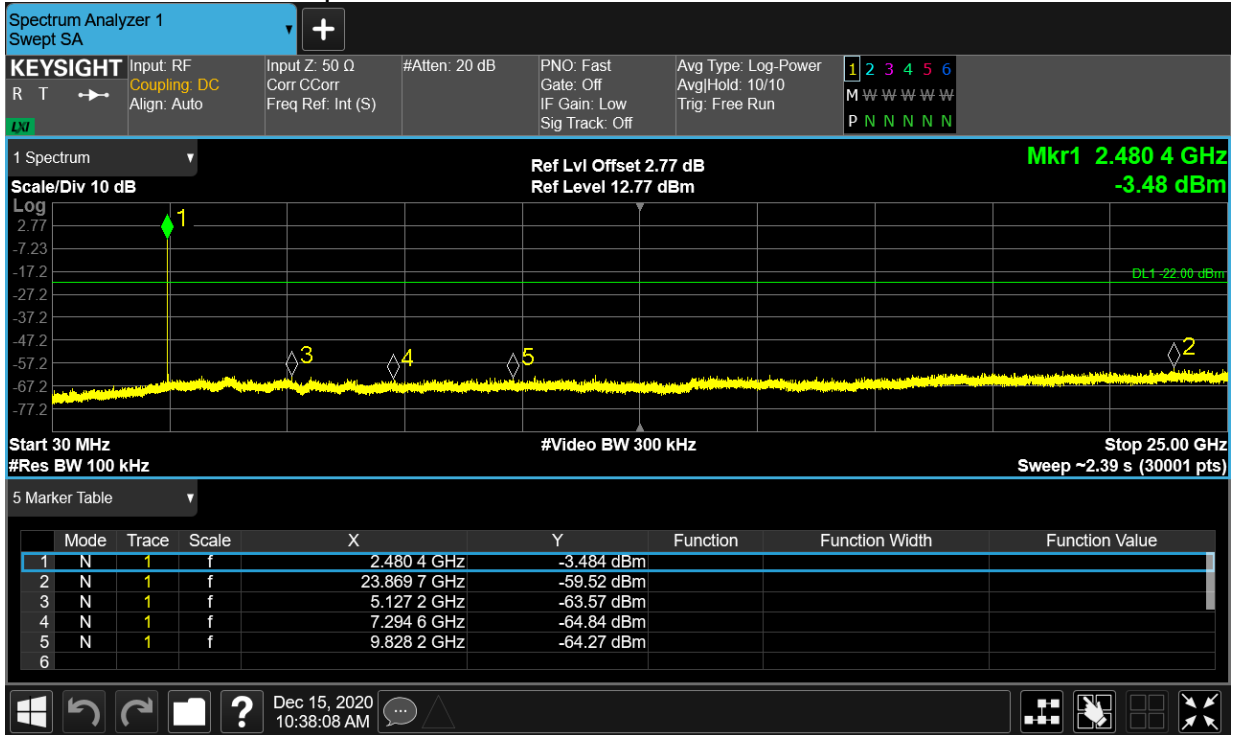 Spectrum Analyzer 1
Swept SA
KEYSIGHT
R T
LXI
Input: RF
Coupling: DC
Align: Auto
Input Z: 50 Ω
Corr CCorr
Freq Ref: Int (S)
#Atten: 20 dB
PNO: Fast
Gate: Off
IF Gain: Low
Sig Track: Off
Avg Type: Log-Power
Avg|Hold: 10/10
Trig: Free Run
1 2 3 4 5 6
M W W W W W
P N N N N N
1 Spectrum
Scale/Div 10 dB
Ref Lvl Offset 2.77 dB
Ref Level 12.77 dBm
Mkr1 2.480 4 GHz
-3.48 dBm
Log
2.77
-7.23
-17.2
-27.2
-37.2
-47.2
-57.2
-67.2
-77.2
1
DL1 -22.00 dBm
3
4
5
2
Start 30 MHz
#Video BW 300 kHz
Stop 25.00 GHz
#Res BW 100 kHz
Sweep ~2.39 s (30001 pts)
5 Marker Table
Mode Trace Scale X Y Function Function Width Function Value
1 N 1 f 2.480 4 GHz -3.484 dBm
2 N 1 f 23.869 7 GHz -59.52 dBm
3 N 1 f 5.127 2 GHz -63.57 dBm
4 N 1 f 7.294 6 GHz -64.84 dBm
5 N 1 f 9.828 2 GHz -64.27 dBm
6
?
Dec 15, 2020
10:38:08 AM